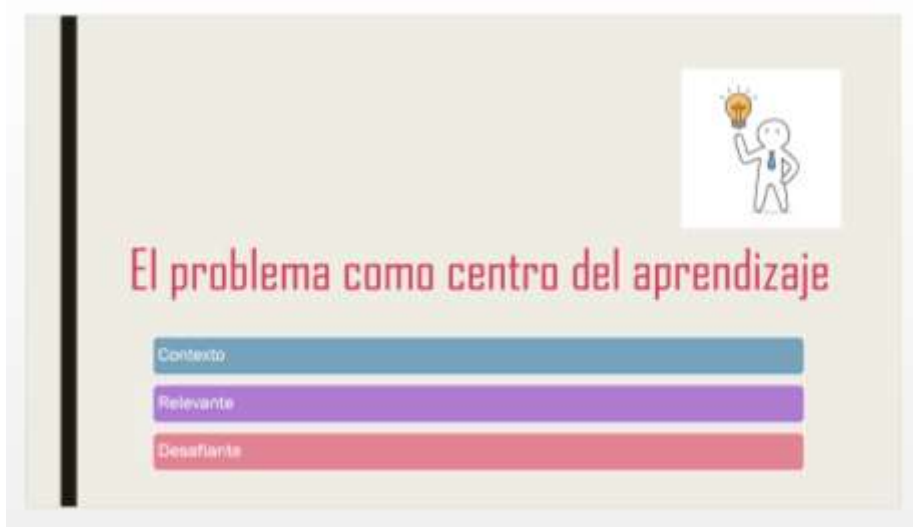 El problema como centro del aprendizaje
Contexto
Relevante
Desafiante